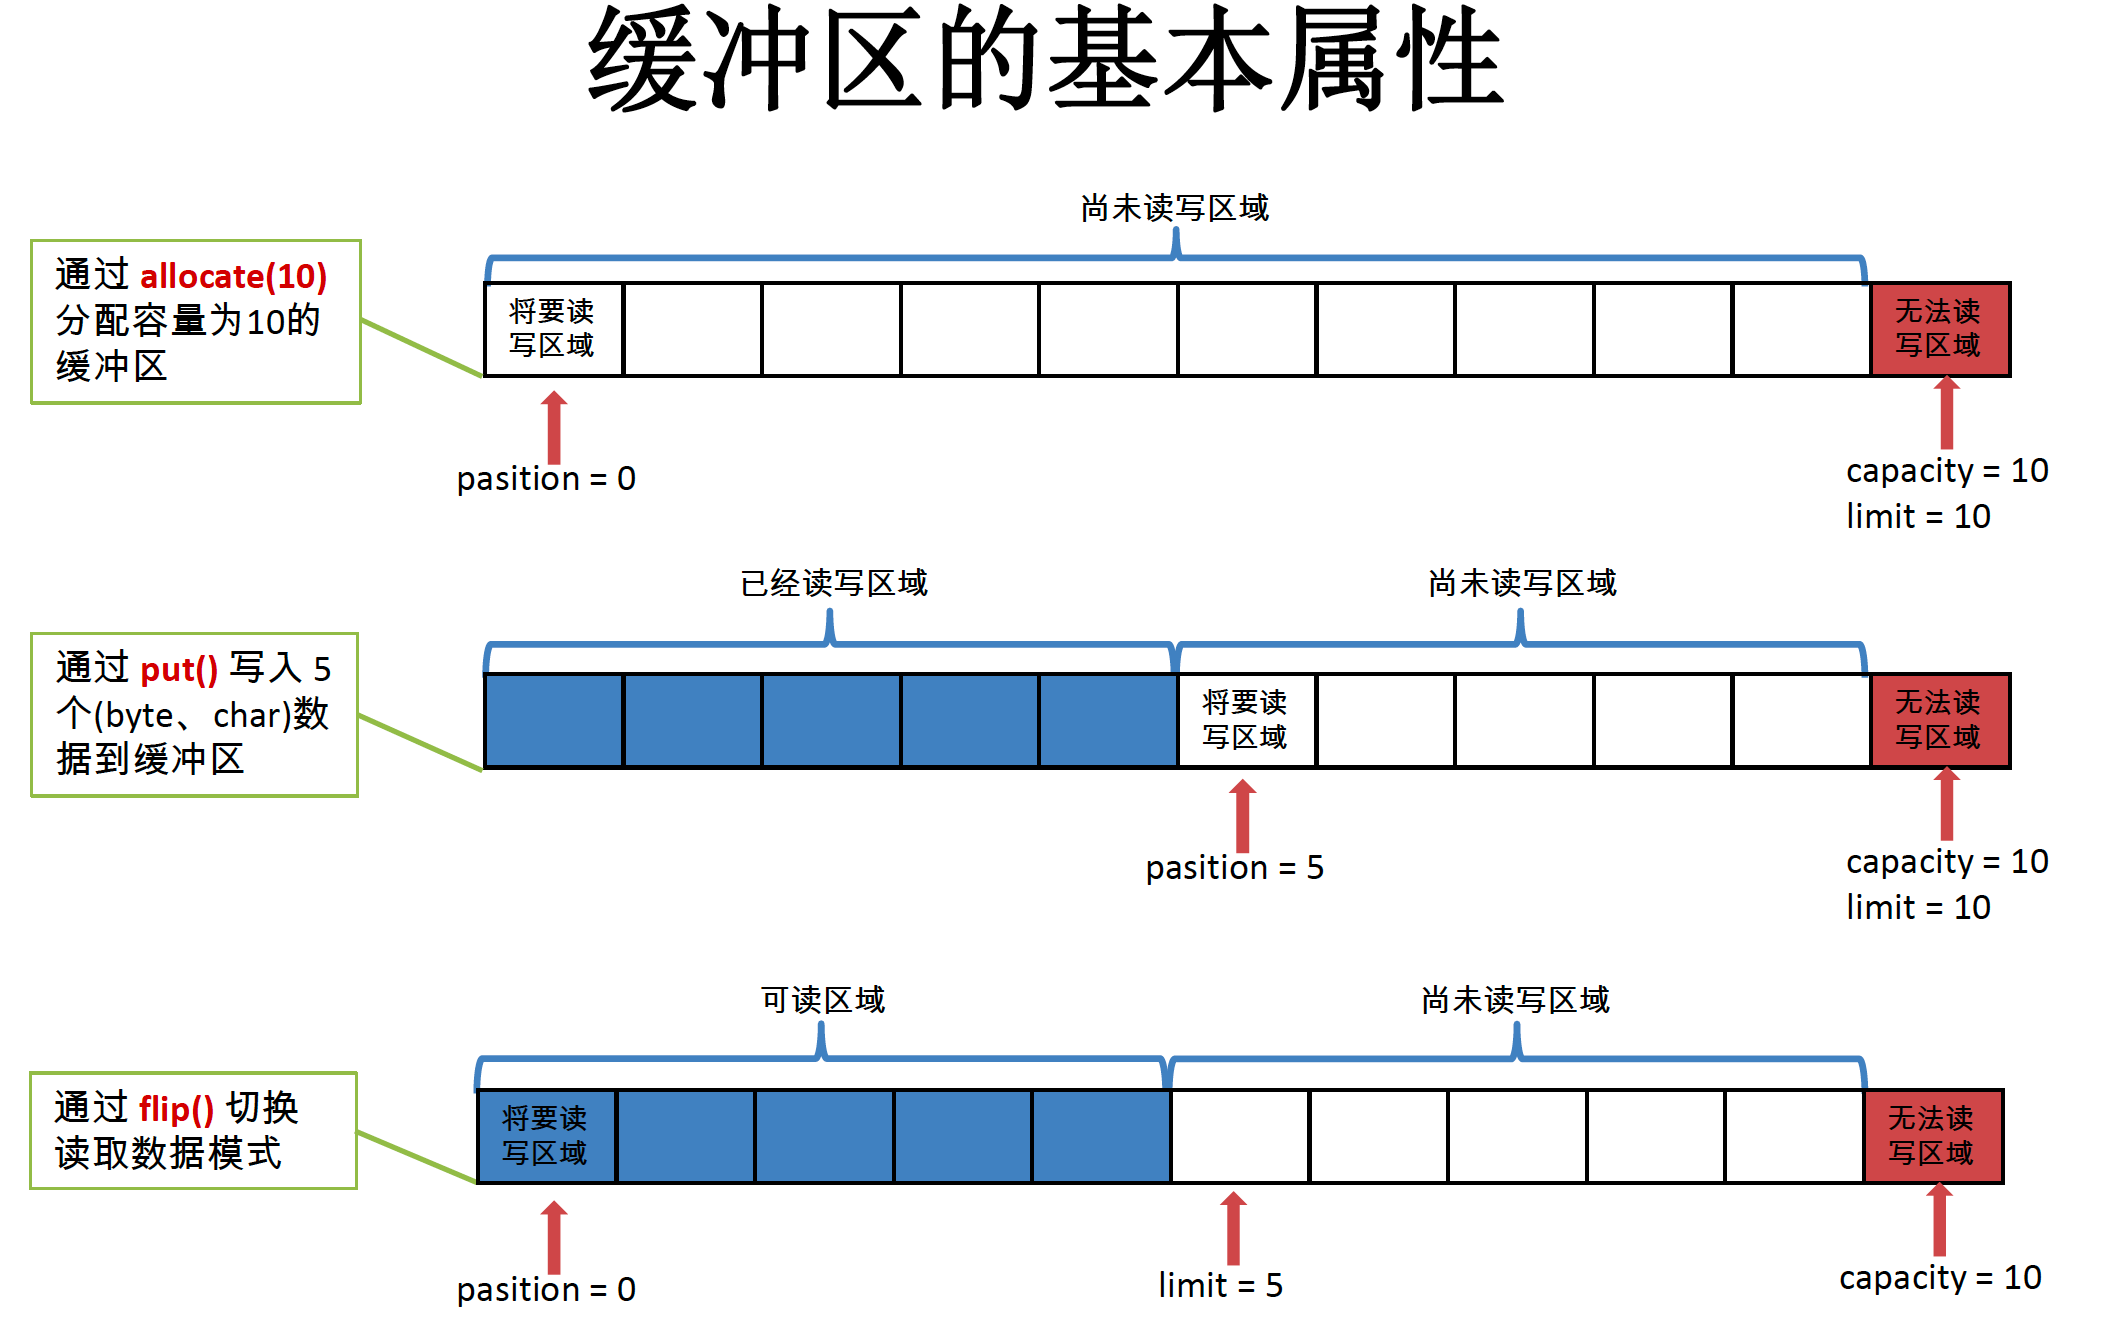 缓冲区的基本属性
尚未读写区域
通过 allocate(10)
分配容量为10的
缓冲区
将要读
写区域
无法读
写区域
pasition = 0
capacity = 10
limit = 10
已经读写区域
尚未读写区域
通过 put() 写入 5
个(byte、char)数
据到缓冲区
将要读
写区域
无法读
写区域
pasition = 5
capacity = 10
limit = 10
可读区域
尚未读写区域
通过 flip() 切换
读取数据模式
将要读
写区域
无法读
写区域
pasition = 0
limit = 5
capacity = 10